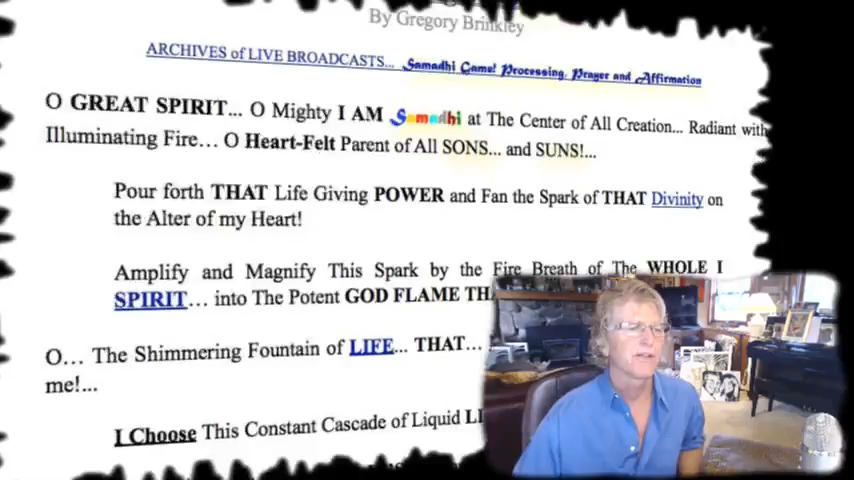 By Gregory Brinkley
ARCHIVES of LIVE BROADCASTS... Samadhi Game! Processing, Prayer and Affirmation
O GREAT SPIRIT... O Mighty I AM Samadhi at The Center of All Creation... Radiant with
Illuminating Fire... O Heart-Felt Parent of All SONS... and SUNS!...
Pour forth THAT Life Giving POWER and Fan the Spark of THAT Divinity on
the Alter of my Heart!
Amplify and Magnify This Spark by the Fire Breath of The WHOLE I
SPIRIT... into The Potent GOD FLAME
O... The Shimmering Fountain of LIFE... THAT...
me!...
I Choose This Constant Cascade of Liquid